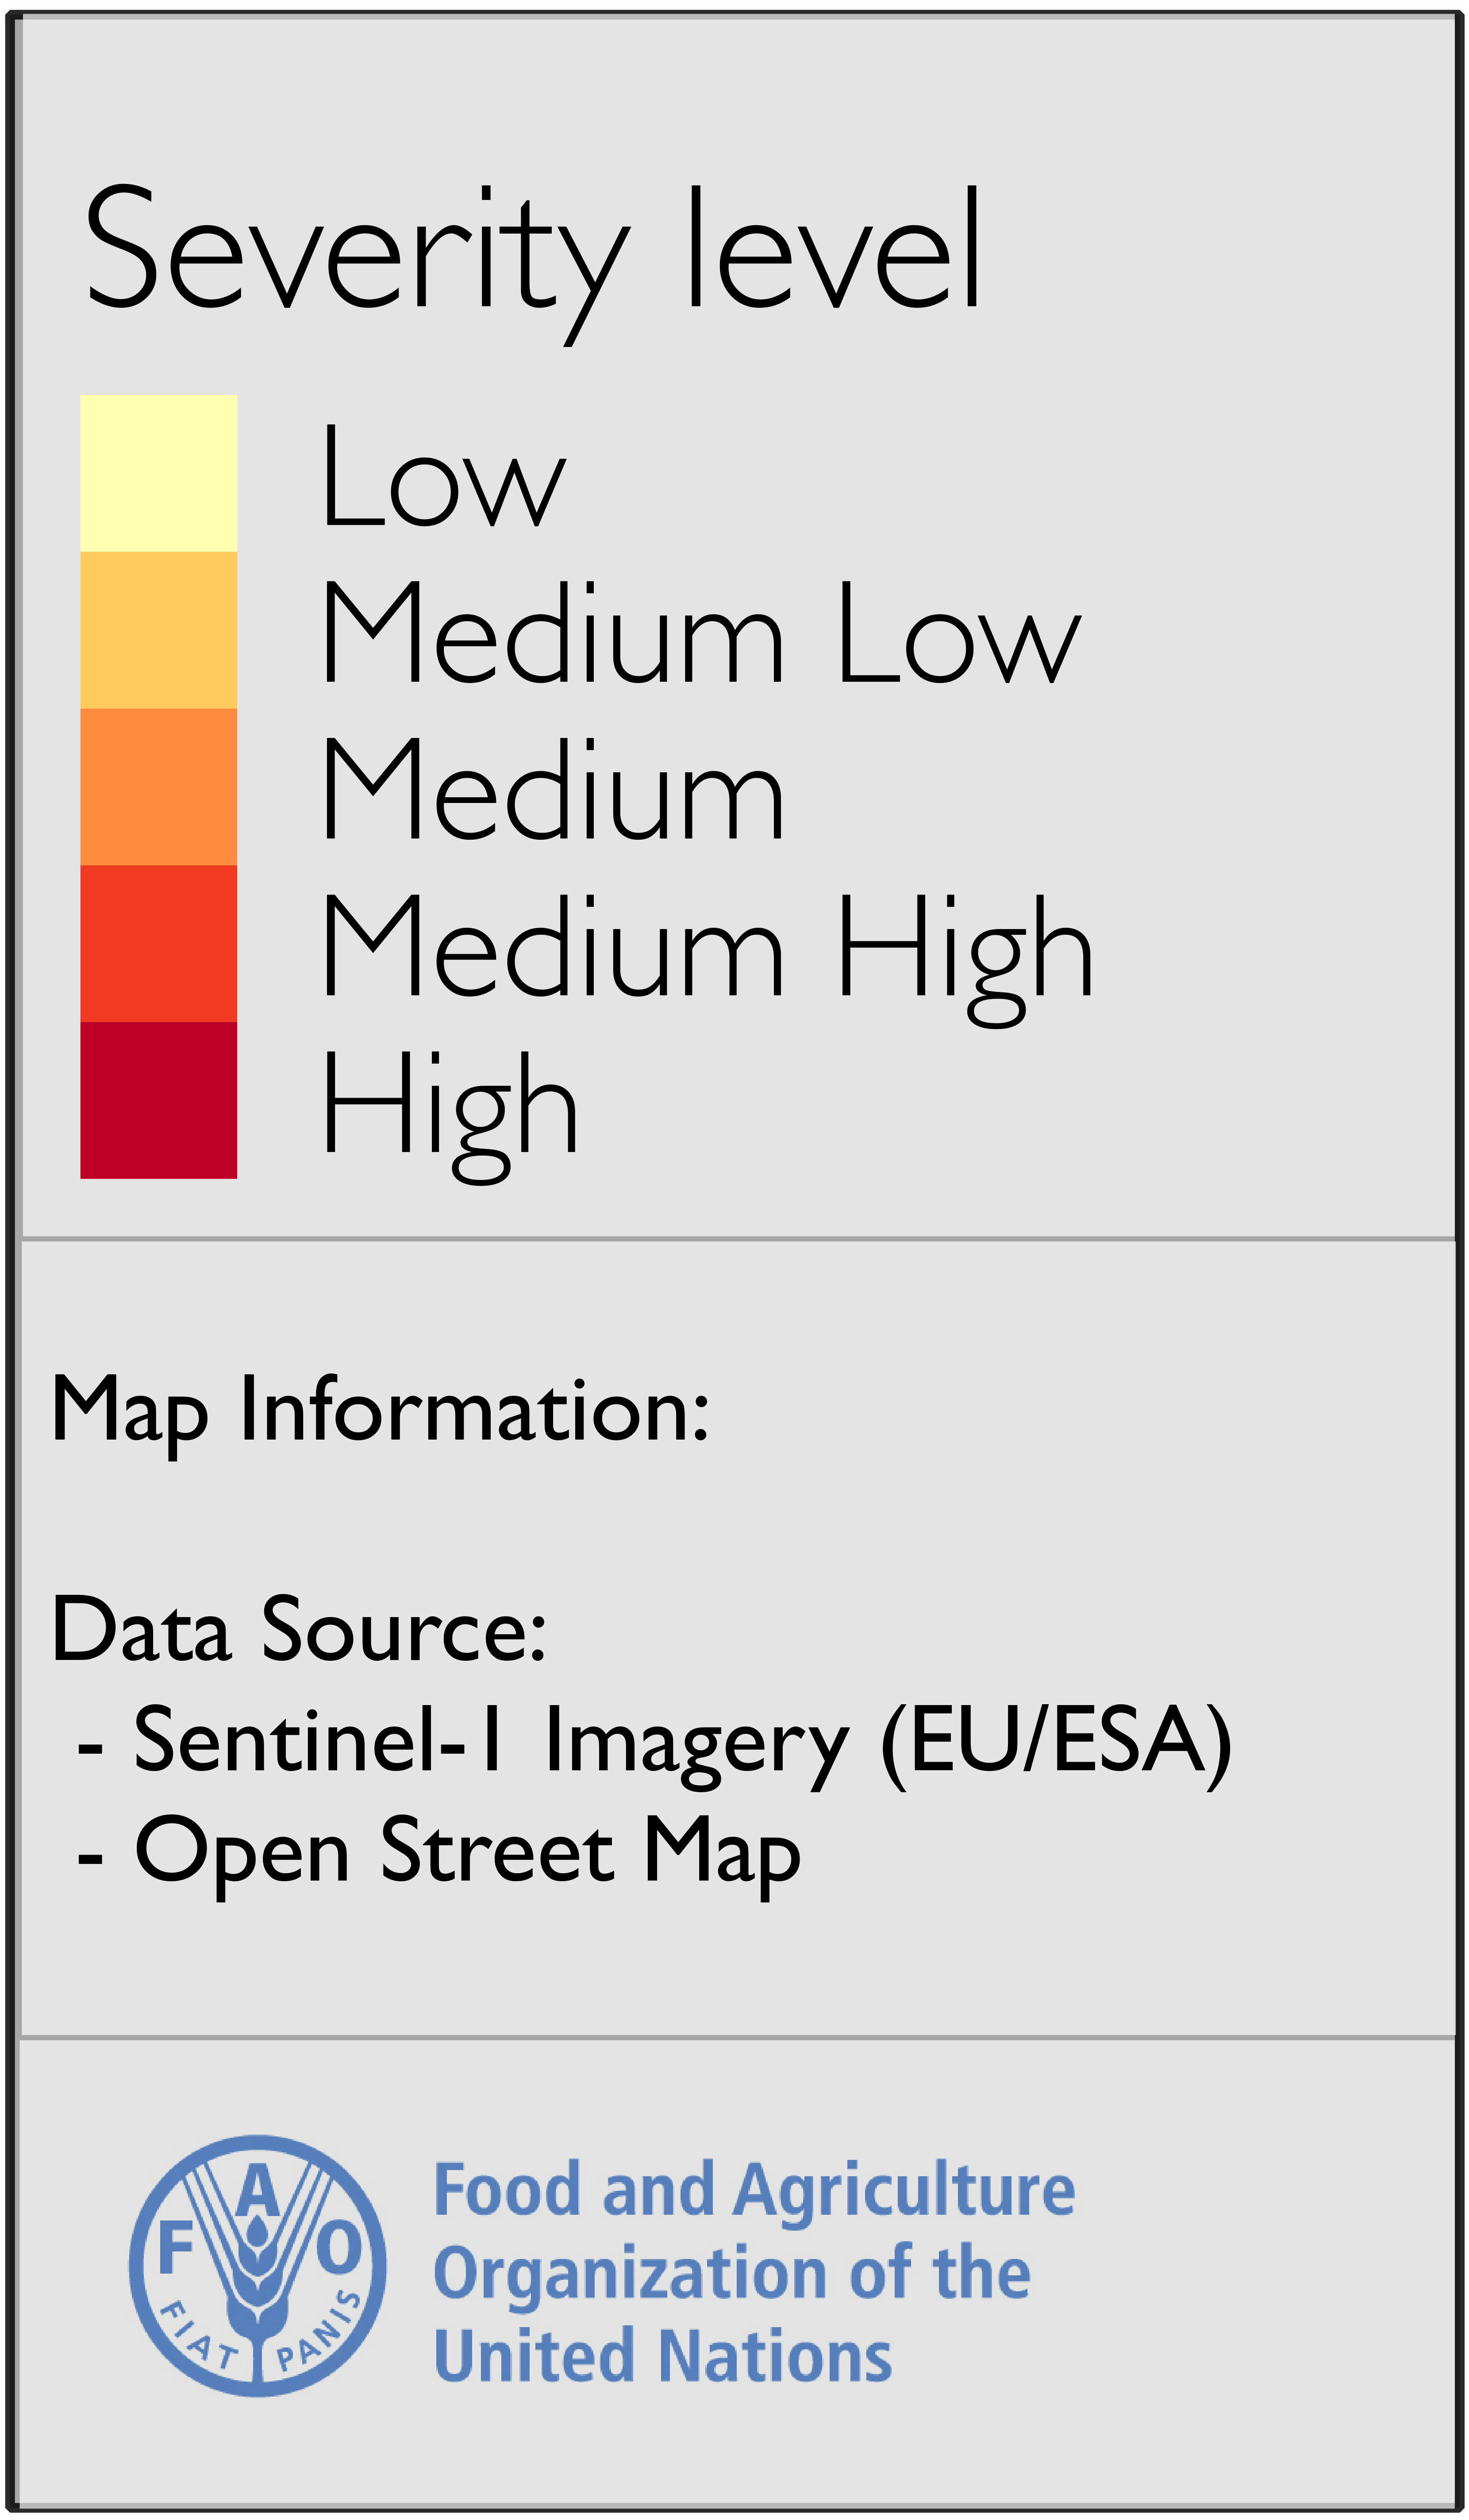 Severity level
Low
Medium Low
Medium
Medium High
High
Map Information:
Data Source:
- Sentinel-1 Imagery (EU/ESA)
- Open Street Map
F A O
FIAT PANIS
Food and Agriculture
Organization of the
United Nations